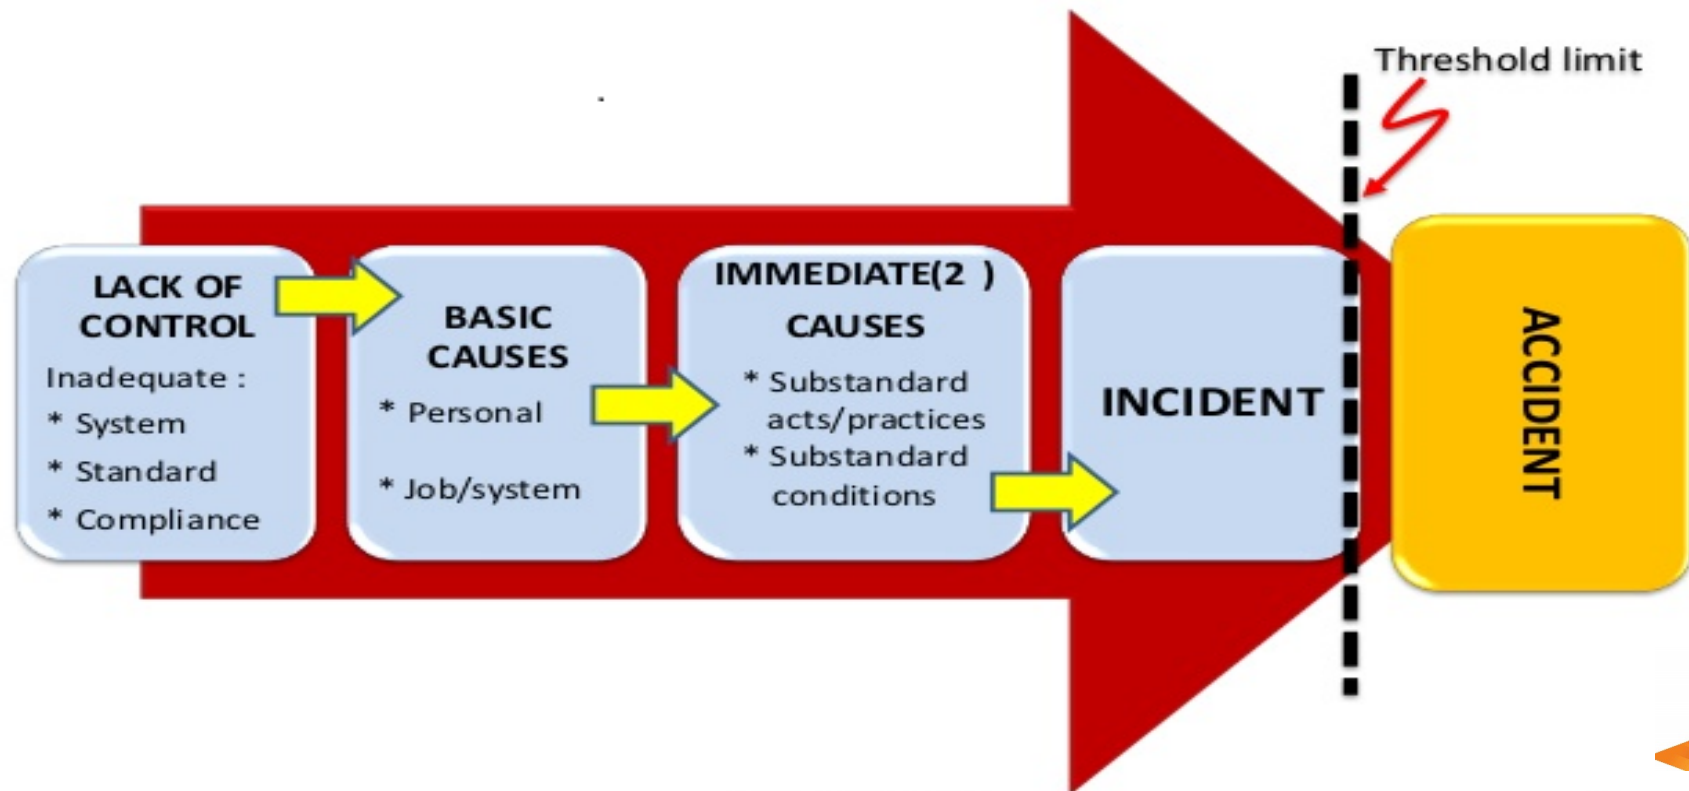 Threshold limit
LACK OF
CONTROL
Inadequate :
* System
* Standard
* Compliance
BASIC
CAUSES
* Personal
* Job/system
IMMEDIATE(2 )
CAUSES
* Substandard
acts/practices
* Substandard
conditions
INCIDENT
ACCIDENT